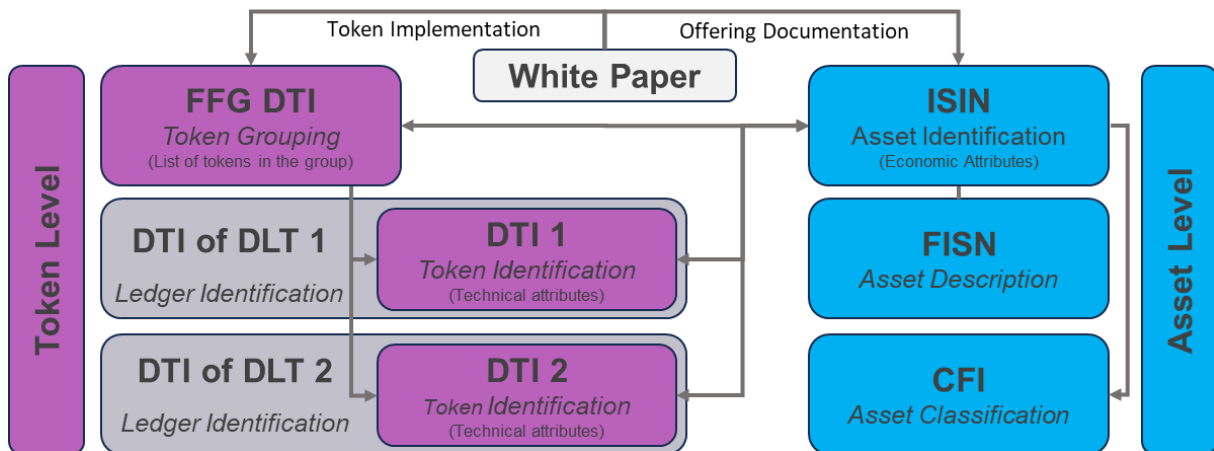 Token Implementation
Offering Documentation
White Paper
Token Level
FFG DTI
Token Grouping
(List of tokens in the group)
DTI of DLT 1
Ledger Identification
DTI 1
Token Identification
(Technical attributes)
DTI of DLT 2
Ledger Identification
DTI 2
Token Identification
(Technical attributes)
ISIN
Asset Identification
(Economic Attributes)
FISN
Asset Description
CFI
Asset Classification
Asset Level